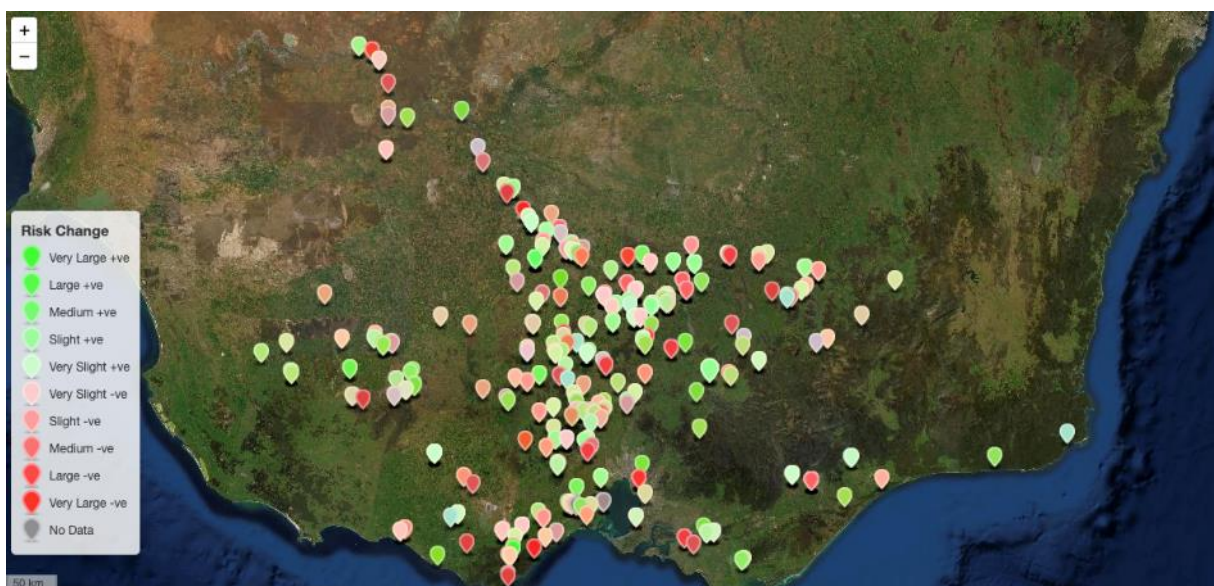 +
−
Risk Change
Very Large +ve
Large +ve
Medium +ve
Slight +ve
Very Slight +ve
Very Slight -ve
Slight -ve
Medium -ve
Large -ve
Very Large -ve
No Data
50 km